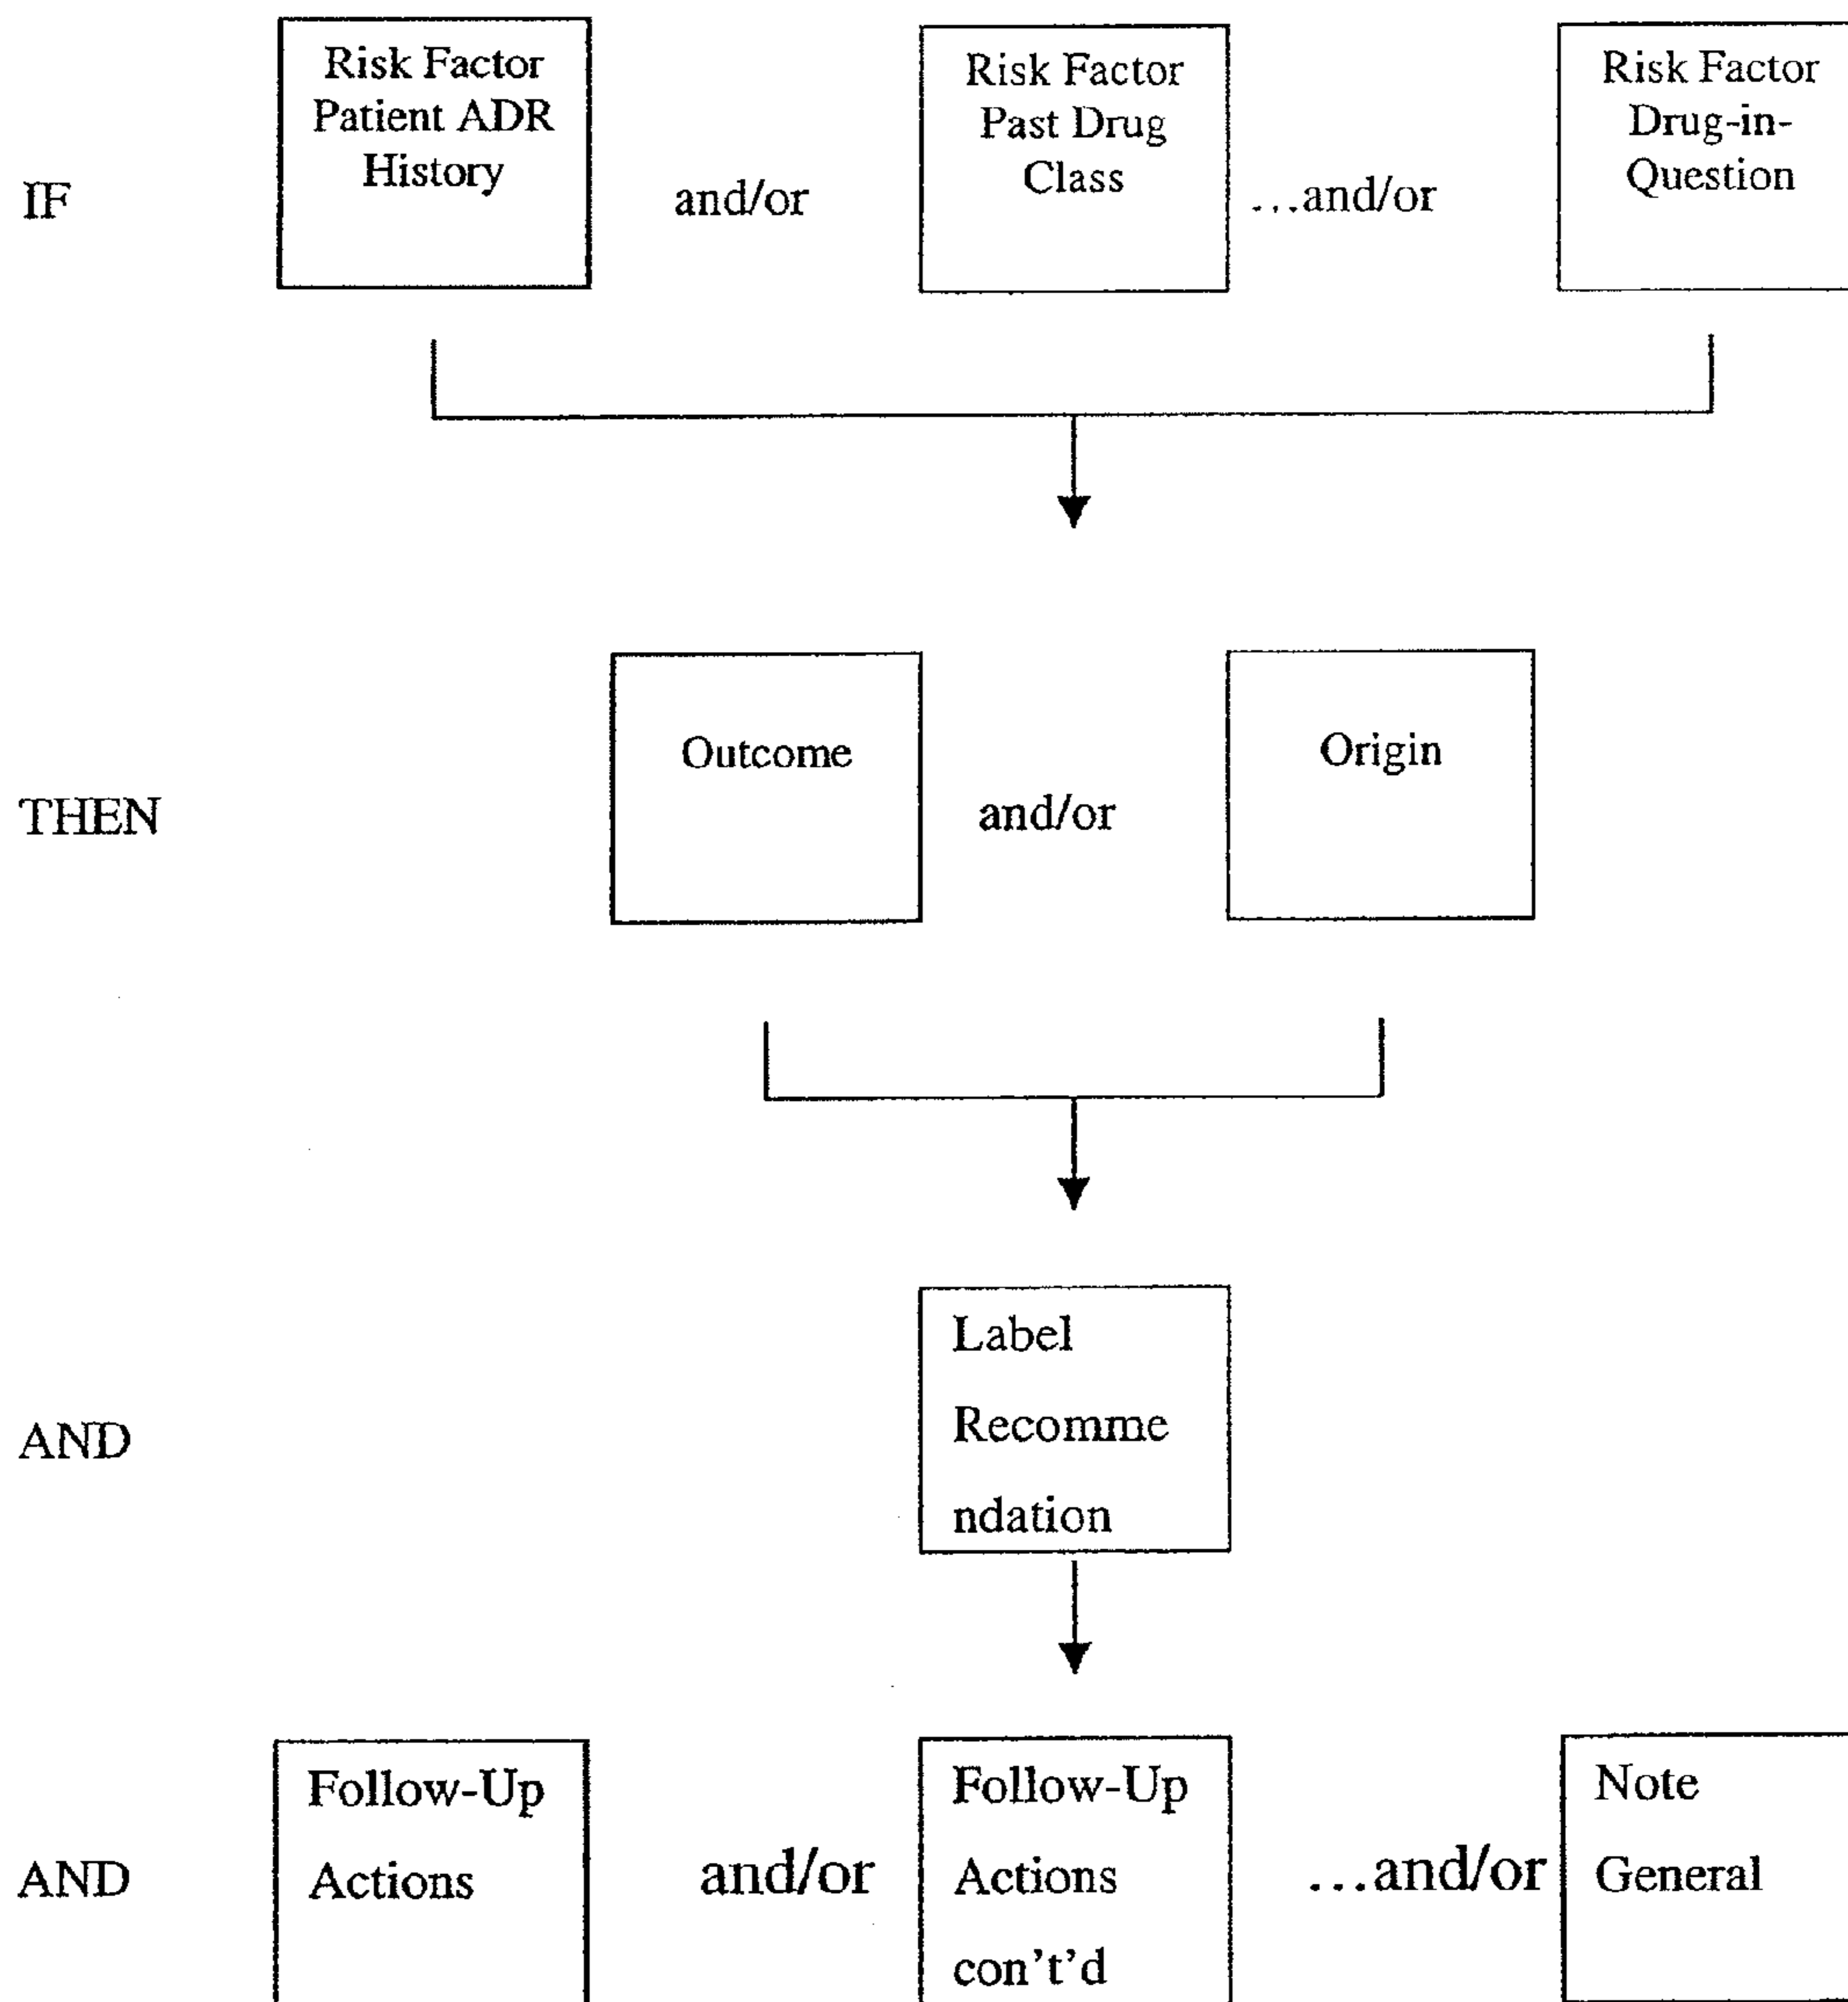 Risk Factor
Patient ADR
History
Risk Factor
Past Drug
Class
Risk Factor
Drug-in-
Question
IF
and/or
...and/or
THEN
Outcome
and/or
Origin
AND
Label
Recomme
ndation
AND
Follow-Up
Actions
and/or
Follow-Up
Actions
con't'd
...and/or
Note
General